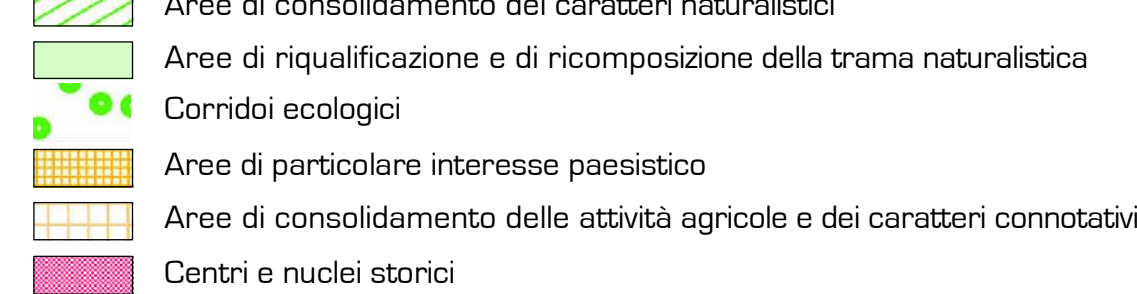 Aree di consolidamento dei caratteri naturalistici
Aree di riqualificazione e di ricomposizione della trama naturalistica
Corridoi ecologici
Aree di particolare interesse paesistico
Aree di consolidamento delle attività agricole e dei caratteri connotativi
Centri e nuclei storici